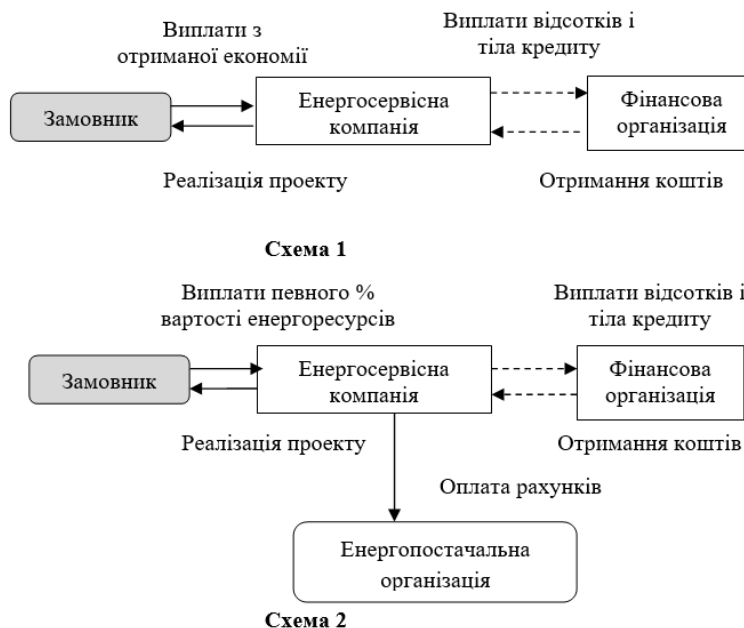 Виплати з
отриманої економії
Виплати відсотків і
тіла кредиту
Замовник
Енергосервісна
компанія
Фінансова
організація
Реалізація проекту
Отримання коштів
Схема 1
Виплати певного %
вартості енергоресурсів
Виплати відсотків і
тіла кредиту
Замовник
Енергосервісна
компанія
Фінансова
організація
Реалізація проекту
Отримання коштів
Оплата рахунків
Енергопостачальна
організація
Схема 2